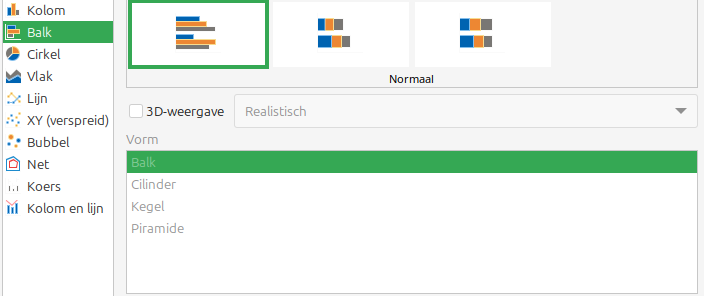 Kolom
Balk
Cirkel
Vlak
Lijn
XY (verspreid)
Bubbel
Net
Koers
Kolom en lijn
Normaal
3D-weergave
Realistisch
Vorm
Balk
Cilinder
Kegel
Piramide